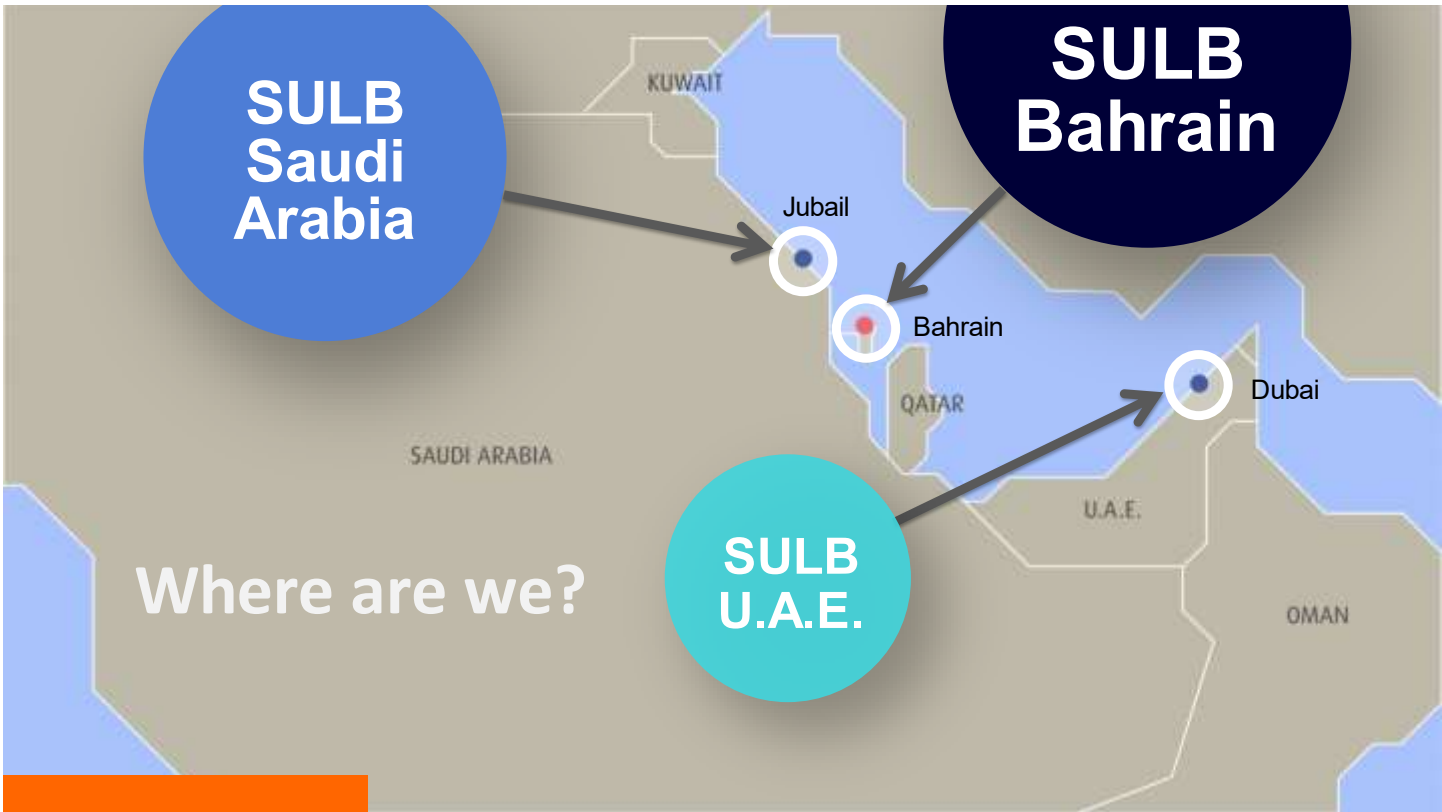 SULB
Saudi
Arabia
SULB
Bahrain
KUWAIT
Jubail
Bahrain
Dubai
QATAR
SAUDI ARABIA
U.A.E.
SULB
U.A.E.
Where are we?
OMAN